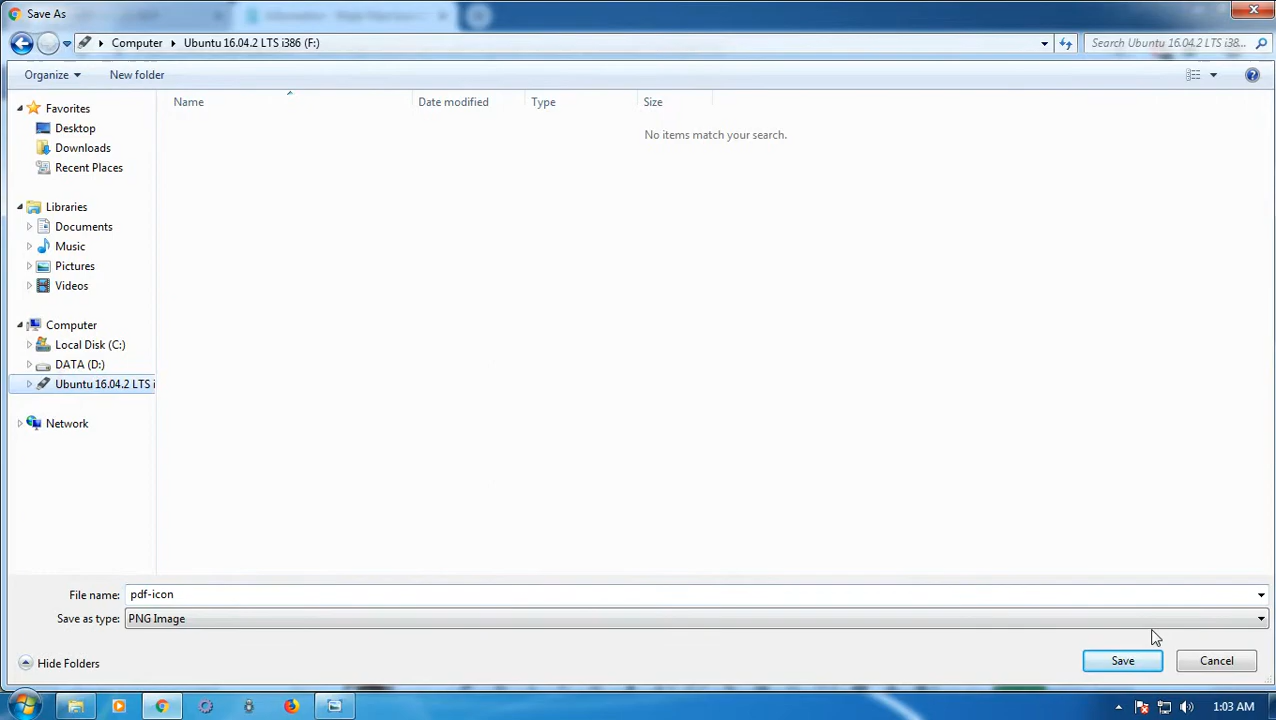 Save As
Computer Ubuntu 16.04.2 LTS i386 (F:)
Search Ubuntu 16.04.2 LTS i38...
Organize New folder
Name Date modified Type Size
No items match your search.
Favorites
Desktop
Downloads
Recent Places
Libraries
Documents
Music
Pictures
Videos
Computer
Local Disk (C:)
DATA (D:)
Ubuntu 16.04.2 LTS i
Network
File name: pdf-icon
Save as type: PNG Image
Hide Folders
Save Cancel
1:03 AM